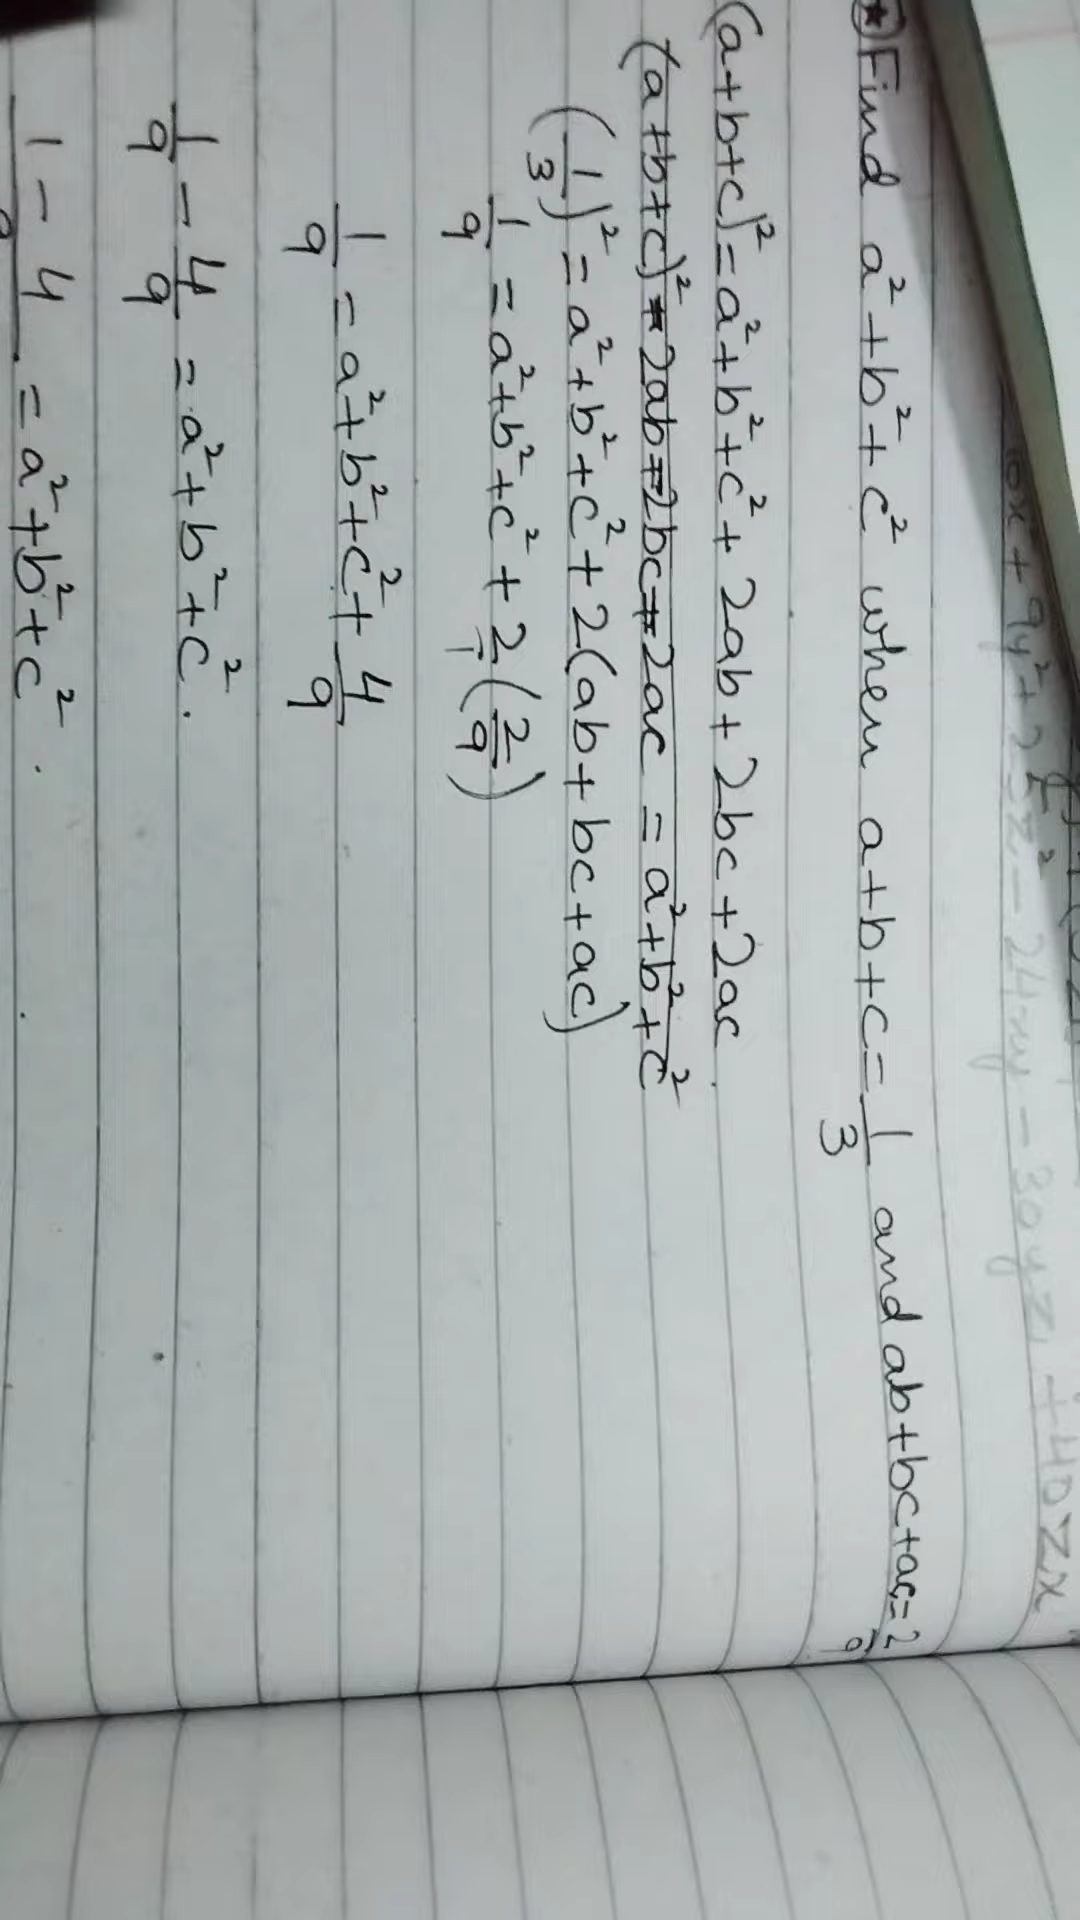 Find a² + b² + c² when a+b+c = 1/3 and ab+bc+ac = 2/9
(a+b+c)² = a² + b² + c² + 2ab + 2bc + 2ac
(a+b+c)² - 2ab - 2bc - 2ac = a² + b² + c²
(1/3)² = a² + b² + c² + 2(ab + bc + ac)
1/9 = a² + b² + c² + 2/1 (2/9)
1/9 = a² + b² + c² + 4/9
1/9 - 4/9 = a² + b² + c².
1 - 4 = a² + b² + c².